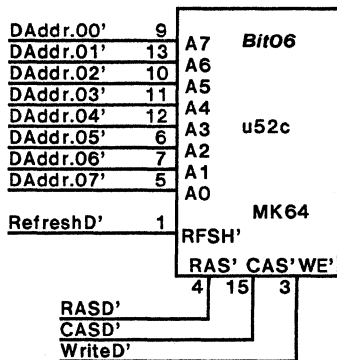 DAddr.00' 9 A7 Bit06
DAddr.01' 13 A6
DAddr.02' 10 A5
DAddr.03' 11 A4
DAddr.04' 12 A3 u52c
DAddr.05' 6 A2
DAddr.06' 7 A1
DAddr.07' 5 A0
MK64
RefreshD' 1 RFSH'
RAS' CAS' WE'
4 15 3
RASD'
CASD'
WriteD'